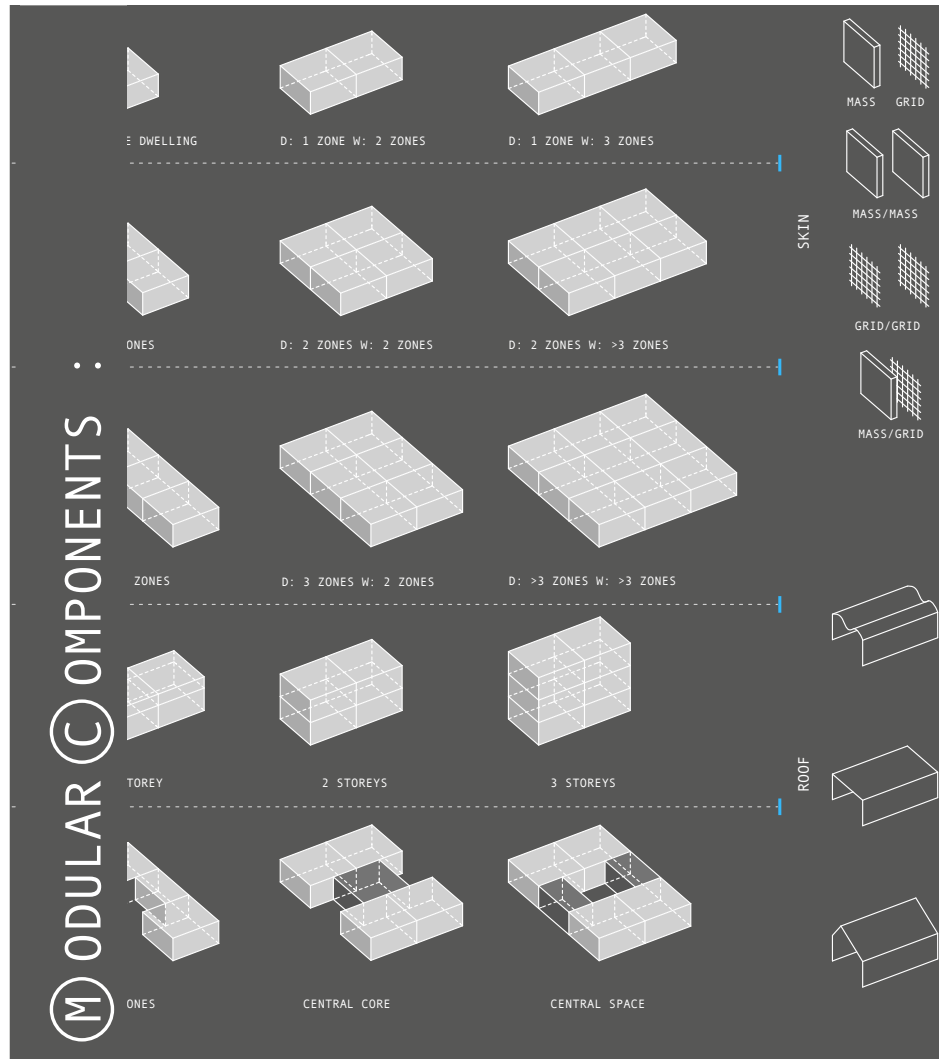 MODULAR COMPONENTS :
E DWELLING
D: 1 ZONE W: 2 ZONES
D: 1 ZONE W: 3 ZONES
MASS
GRID
SKIN
MASS/MASS
GRID/GRID
MASS/GRID
ONES
D: 2 ZONES W: 2 ZONES
D: 2 ZONES W: >3 ZONES
ZONES
D: 3 ZONES W: 2 ZONES
D: >3 ZONES W: >3 ZONES
ROOF
TOREY
2 STOREYS
3 STOREYS
ONES
CENTRAL CORE
CENTRAL SPACE